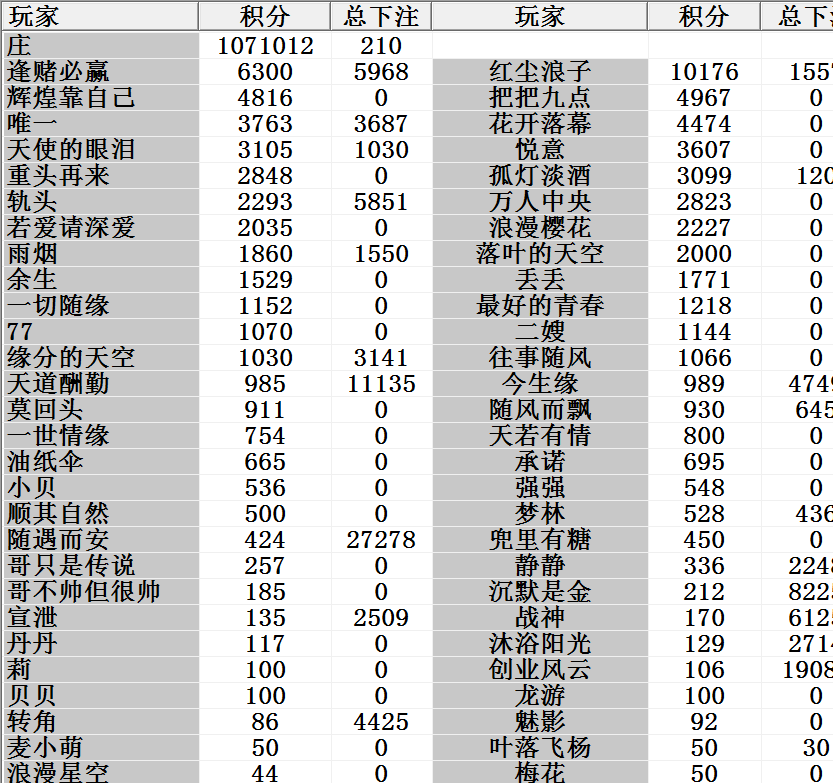 玩家 积分 总下注 玩家 积分 总下
庄 1071012 210
逢赌必赢 6300 5968 红尘浪子 10176 155
辉煌靠自己 4816 0 把把九点 4967 0
唯一 3763 3687 花开落幕 4474 0
天使的眼泪 3105 1030 悦意 3607 0
重头再来 2848 0 孤灯淡酒 3099 120
轨头 2293 5851 万人中央 2823 0
若爱请深爱 2035 0 浪漫樱花 2227 0
雨烟 1860 1550 落叶的天空 2000 0
余生 1529 0 丢丢 1771 0
一切随缘 1152 0 最好的青春 1218 0
77 1070 0 二嫂 1144 0
缘分的天空 1030 3141 往事随风 1066 0
天道酬勤 985 11135 今生缘 989 474
莫回头 911 0 随风而飘 930 645
一世情缘 754 0 天若有情 800 0
油纸伞 665 0 承诺 695 0
小贝 536 0 强强 548 0
顺其自然 500 0 梦林 528 436
随遇而安 424 27278 兜里有糖 450 0
哥只是传说 257 0 静静 336 224
哥不帅但很帅 185 0 沉默是金 212 822
宣泄 135 2509 战神 170 612
丹丹 117 0 沐浴阳光 129 271
莉 100 0 创业风云 106 1908
贝贝 100 0 龙游 100 0
转角 86 4425 魅影 92 0
麦小萌 50 0 叶落飞杨 50 30
浪漫星空 44 0 梅花 50 0